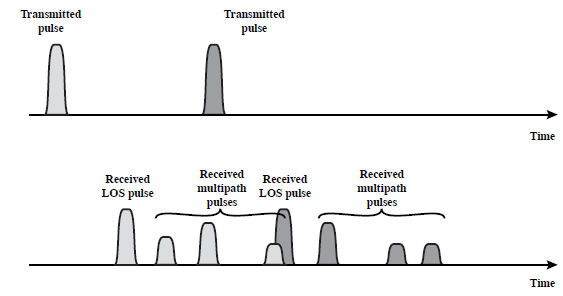 Transmitted
pulse
Transmitted
pulse
Time
Received
LOS pulse
Received
multipath
pulses
Received
LOS pulse
Received
multipath
pulses
Time